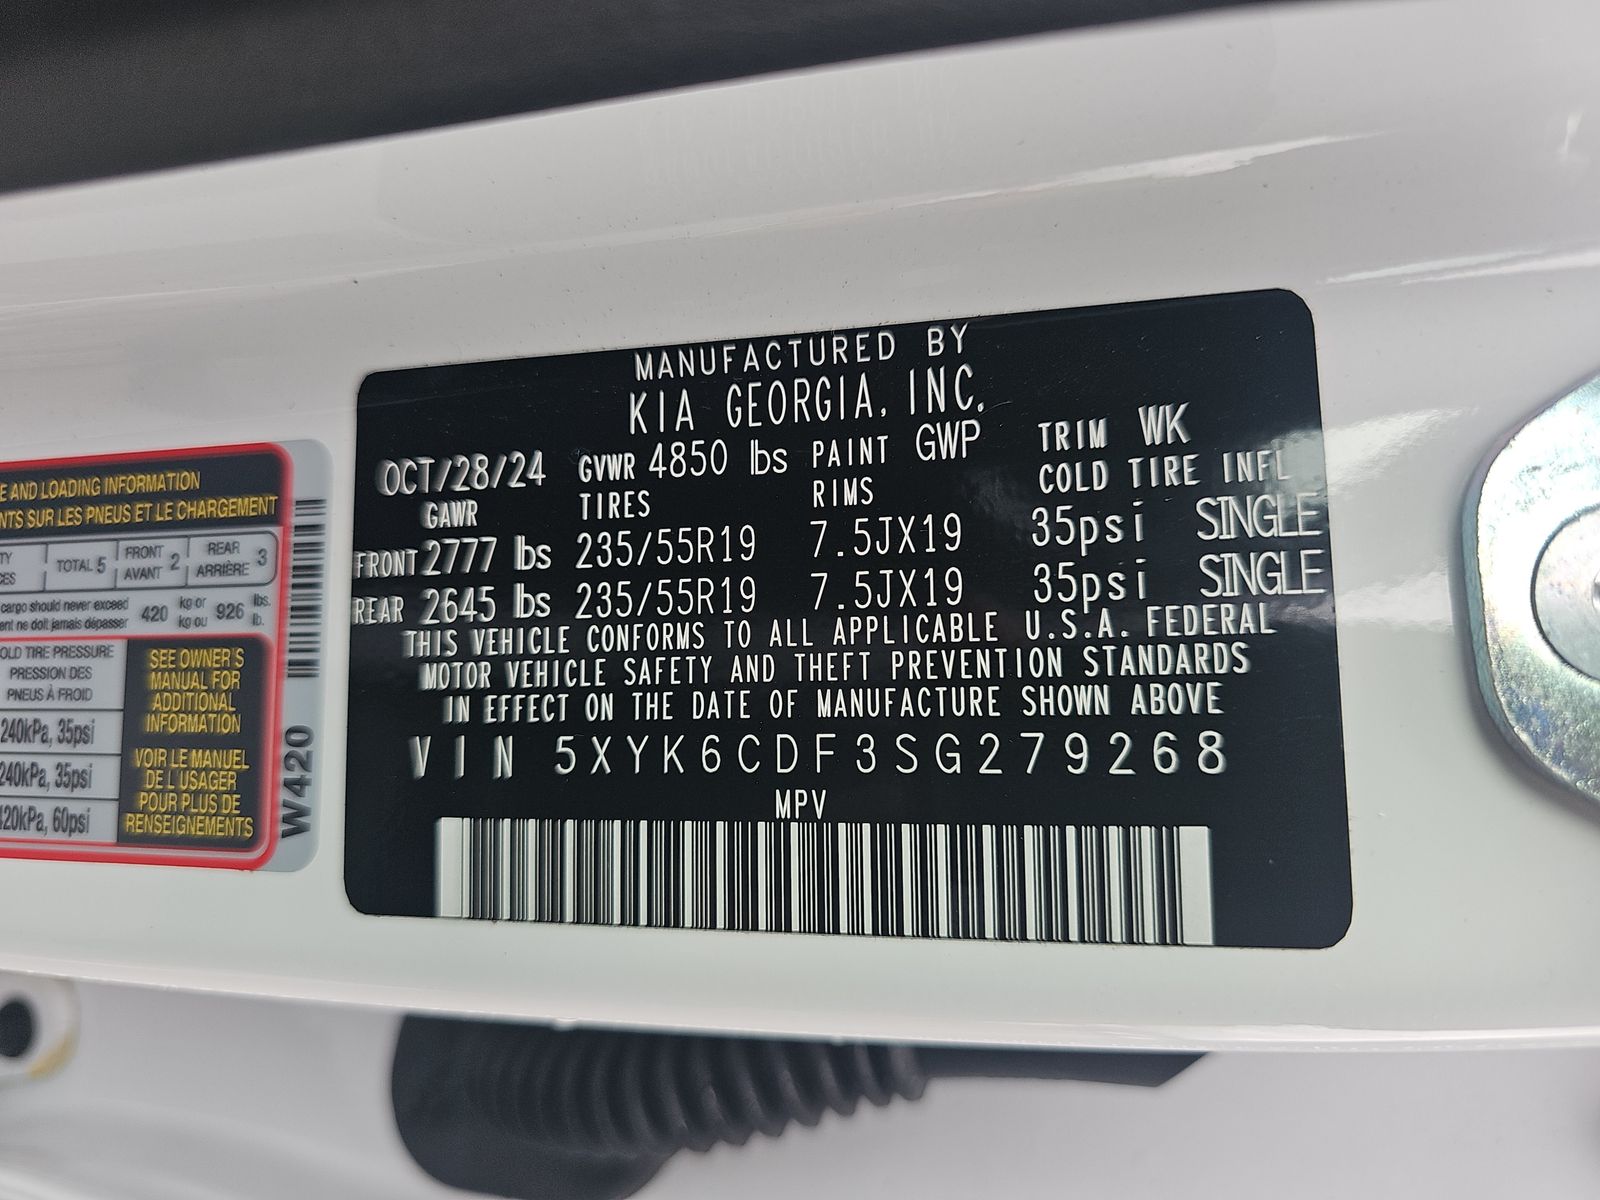 MANUFACTURED BY
KIA GEORGIA, INC.
OCT/28/24 GVWR 4850 lbs PAINT GWP TRIM WK
GAWR TIRES RIMS COLD TIRE INFL
FRONT 2777 lbs 235/55R19 7.5JX19 35psi SINGLE
REAR 2645 lbs 235/55R19 7.5JX19 35psi SINGLE
THIS VEHICLE CONFORMS TO ALL APPLICABLE U.S.A. FEDERAL
MOTOR VEHICLE SAFETY AND THEFT PREVENTION STANDARDS
IN EFFECT ON THE DATE OF MANUFACTURE SHOWN ABOVE
VIN 5XYK6CDF3SG279268
MPV
E AND LOADING INFORMATION
NTS SUR LES PNEUS ET LE CHARGEMENT
TY
CES
TOTAL 5
FRONT
AVANT 2
REAR
ARRIÈRE 3
cargo should never exceed
ent ne doit jamais dépasser
420 kg or
kg ou
926 lbs.
lb.
OLD TIRE PRESSURE
PRESSION DES
PNEUS À FROID
240kPa, 35psi
240kPa, 35psi
420kPa, 60psi
SEE OWNER'S
MANUAL FOR
ADDITIONAL
INFORMATION
VOIR LE MANUEL
DE L'USAGER
POUR PLUS DE
RENSEIGNEMENTS
W420